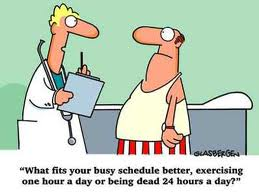 GLASBERGEN
“What fits your busy schedule better, exercising
one hour a day or being dead 24 hours a day?”